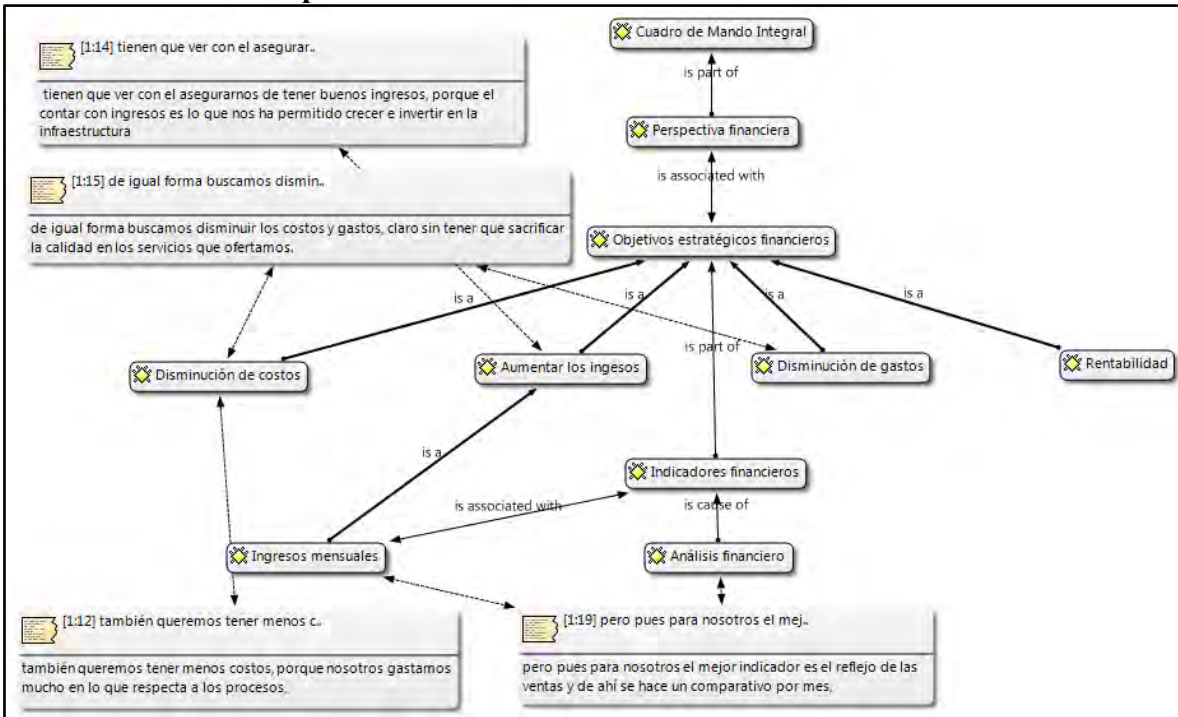 [1:14] tienen que ver con el asegurar..
tienen que ver con el asegurarnos de tener buenos ingresos, porque el
contar con ingresos es lo que nos ha permitido crecer e invertir en la
infraestructura
Cuadro de Mando Integral
is part of
Perspectiva financiera
is associated with
[1:15] de igual forma buscamos dismin..
de igual forma buscamos disminuir los costos y gastos, claro sin tener que sacrificar
la calidad en los servicios que ofertamos.
Objetivos estratégicos financieros
is a
is a
is a
is a
is part of
Disminución de costos
Aumentar los ingesos
Disminución de gastos
Rentabilidad
is a
Indicadores financieros
is associated with
is cause of
Ingresos mensuales
Análisis financiero
[1:12] también queremos tener menos c..
también queremos tener menos costos, porque nosotros gastamos
mucho en lo que respecta a los procesos,
[1:19] pero pues para nosotros el mej..
pero pues para nosotros el mejor indicador es el reflejo de las
ventas y de ahí se hace un comparativo por mes,